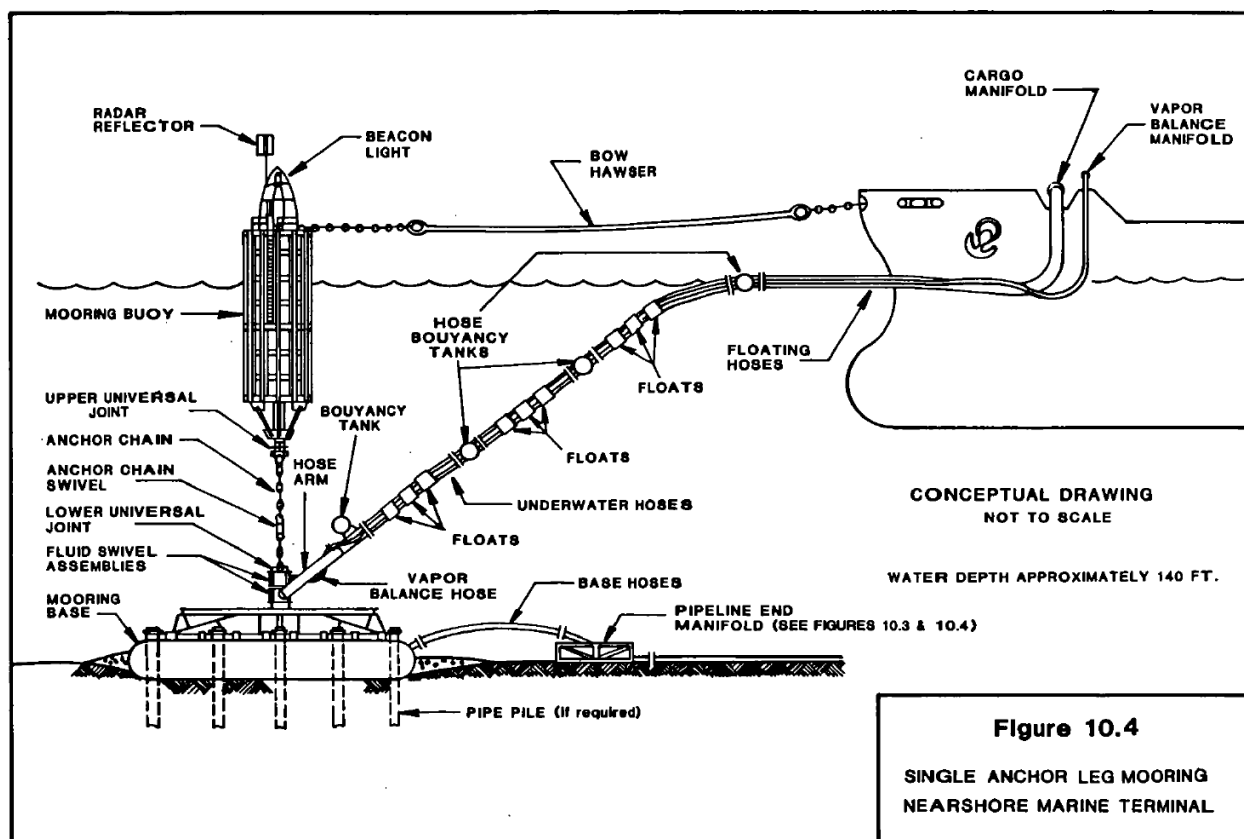 CARGO
MANIFOLD
VAPOR
BALANCE
MANIFOLD
RADAR
REFLECTOR
BEACON
LIGHT
BOW
HAWSER
MOORING BUOY
HOSE
BOUYANCY
TANKS
FLOATING
HOSES
FLOATS
UPPER UNIVERSAL
JOINT
BOUYANCY
TANK
ANCHOR CHAIN
HOSE
ARM
FLOATS
ANCHOR CHAIN
SWIVEL
UNDERWATER HOSES
CONCEPTUAL DRAWING
NOT TO SCALE
LOWER UNIVERSAL
JOINT
FLOATS
FLUID SWIVEL
ASSEMBLIES
VAPOR
BALANCE HOSE
BASE HOSES
WATER DEPTH APPROXIMATELY 140 FT.
MOORING
BASE
PIPELINE END
MANIFOLD (SEE FIGURES 10.3 & 10.4)
PIPE PILE (if required)
Figure 10.4
SINGLE ANCHOR LEG MOORING
NEARSHORE MARINE TERMINAL